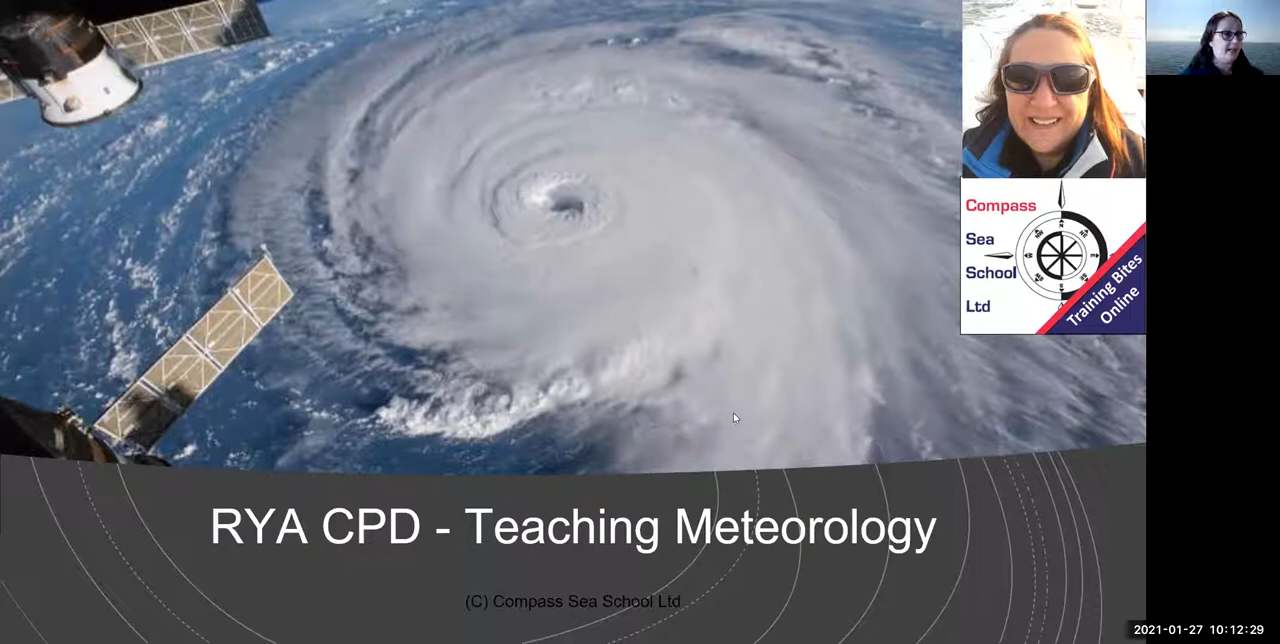 Compass
Sea
School
Ltd
Training Bites
Online
RYA CPD - Teaching Meteorology
(C) Compass Sea School Ltd
2021-01-27 10:12:29